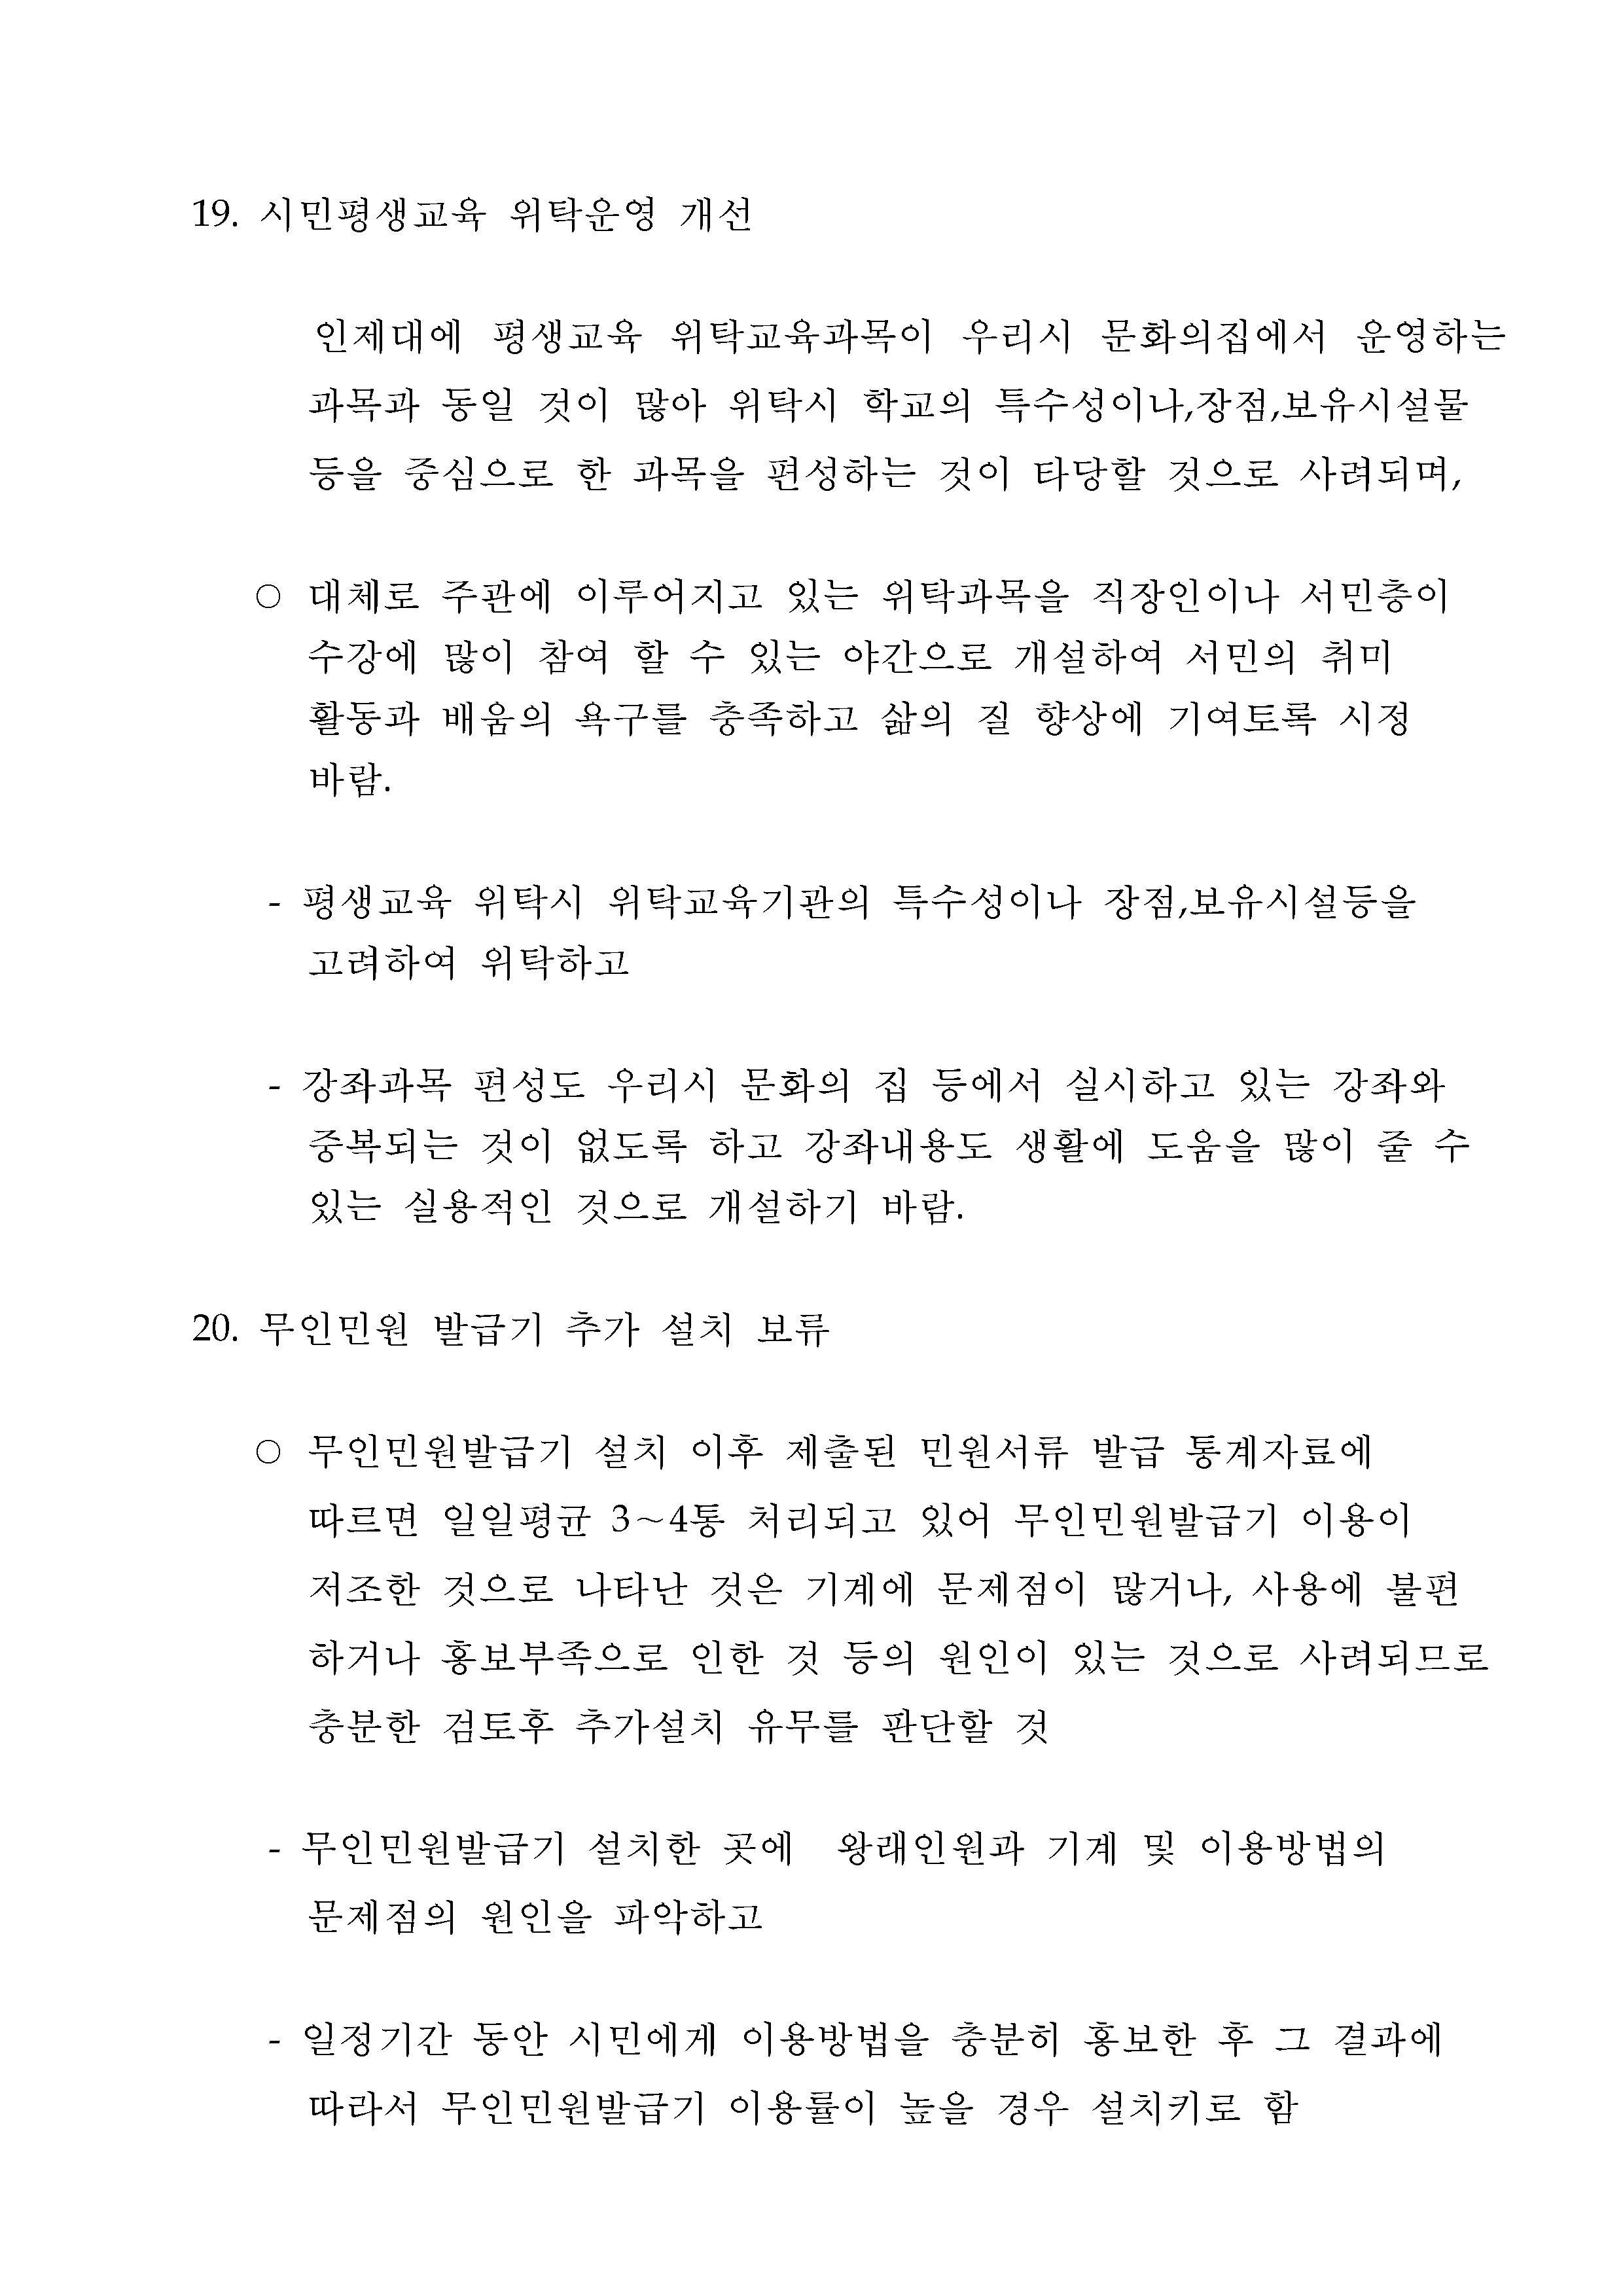 19. 시민평생교육 위탁운영 개선
인제대에 평생교육 위탁교육과목이 우리시 문화의집에서 운영하는
과목과 동일 것이 많아 위탁시 학교의 특수성이나,장점,보유시설물
등을 중심으로 한 과목을 편성하는 것이 타당할 것으로 사려되며,
○ 대체로 주관에 이루어지고 있는 위탁과목을 직장인이나 서민층이
수강에 많이 참여 할 수 있는 야간으로 개설하여 서민의 취미
활동과 배움의 욕구를 충족하고 삶의 질 향상에 기여토록 시정
바람.
- 평생교육 위탁시 위탁교육기관의 특수성이나 장점,보유시설등을
고려하여 위탁하고
- 강좌과목 편성도 우리시 문화의 집 등에서 실시하고 있는 강좌와
중복되는 것이 없도록 하고 강좌내용도 생활에 도움을 많이 줄 수
있는 실용적인 것으로 개설하기 바람.
20. 무인민원 발급기 추가 설치 보류
○ 무인민원발급기 설치 이후 제출된 민원서류 발급 통계자료에
따르면 일일평균 3~4통 처리되고 있어 무인민원발급기 이용이
저조한 것으로 나타난 것은 기계에 문제점이 많거나, 사용에 불편
하거나 홍보부족으로 인한 것 등의 원인이 있는 것으로 사려되므로
충분한 검토후 추가설치 유무를 판단할 것
- 무인민원발급기 설치한 곳에 왕래인원과 기계 및 이용방법의
문제점의 원인을 파악하고
- 일정기간 동안 시민에게 이용방법을 충분히 홍보한 후 그 결과에
따라서 무인민원발급기 이용률이 높을 경우 설치키로 함